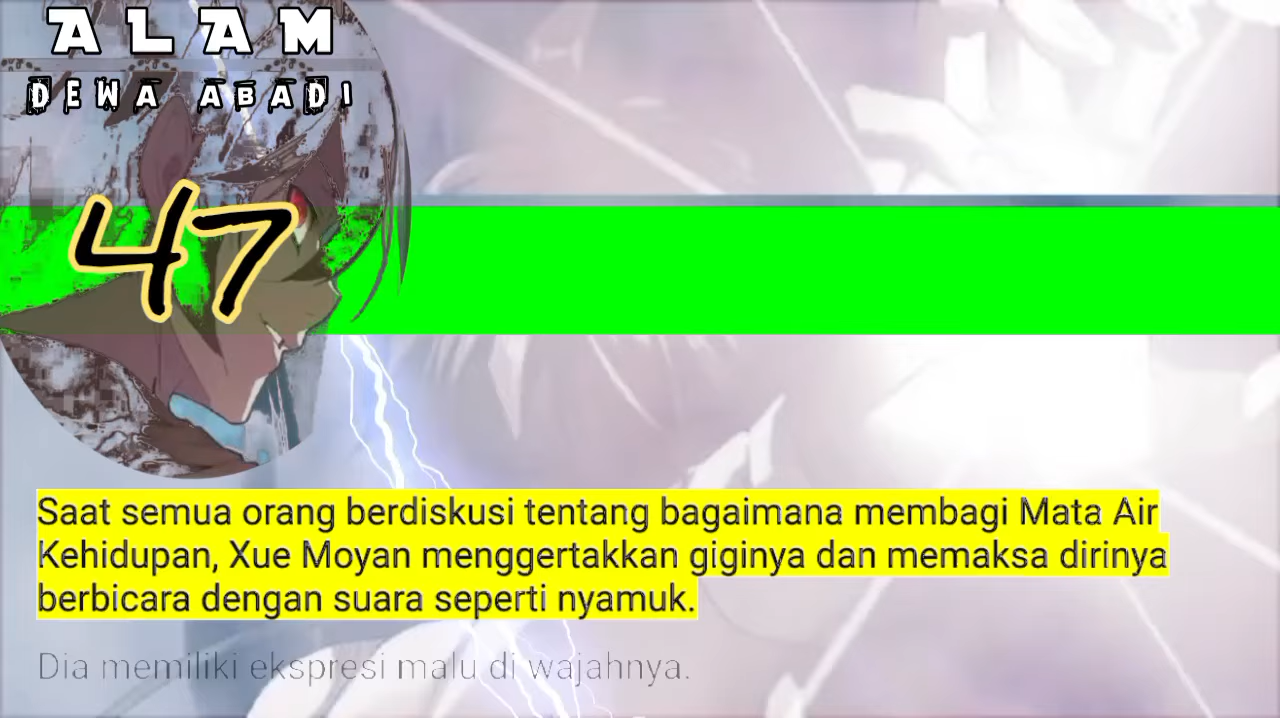 ALAM
DEWA ABADI
47
Saat semua orang berdiskusi tentang bagaimana membagi Mata Air
Kehidupan, Xue Moyan menggertakkan giginya dan memaksa dirinya
berbicara dengan suara seperti nyamuk.
Dia memiliki ekspresi malu di wajahnya.